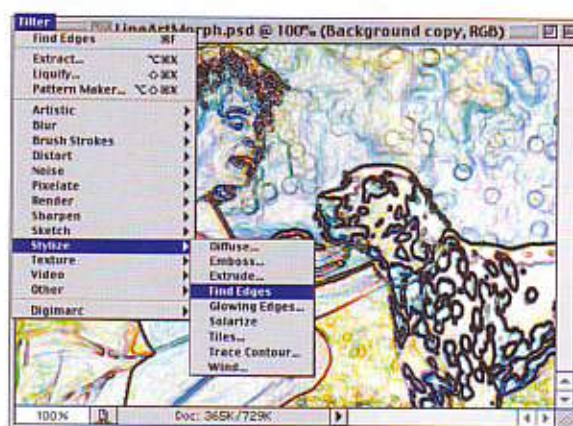 Filter
LineArtMorph.psd @ 100% (Background copy, RGB)
Find Edges ⌘F
Extract... ⌥⌘X
Liquify... ⇧⌘X
Pattern Maker... ⌥⇧⌘X
Artistic
Blur
Brush Strokes
Distort
Noise
Pixelate
Render
Sharpen
Sketch
Stylize
Texture
Video
Other
Digimarc
Diffuse...
Emboss...
Extrude...
Find Edges
Glowing Edges...
Solarize
Tiles...
Trace Contour...
Wind...
100% Doc: 365K/729K